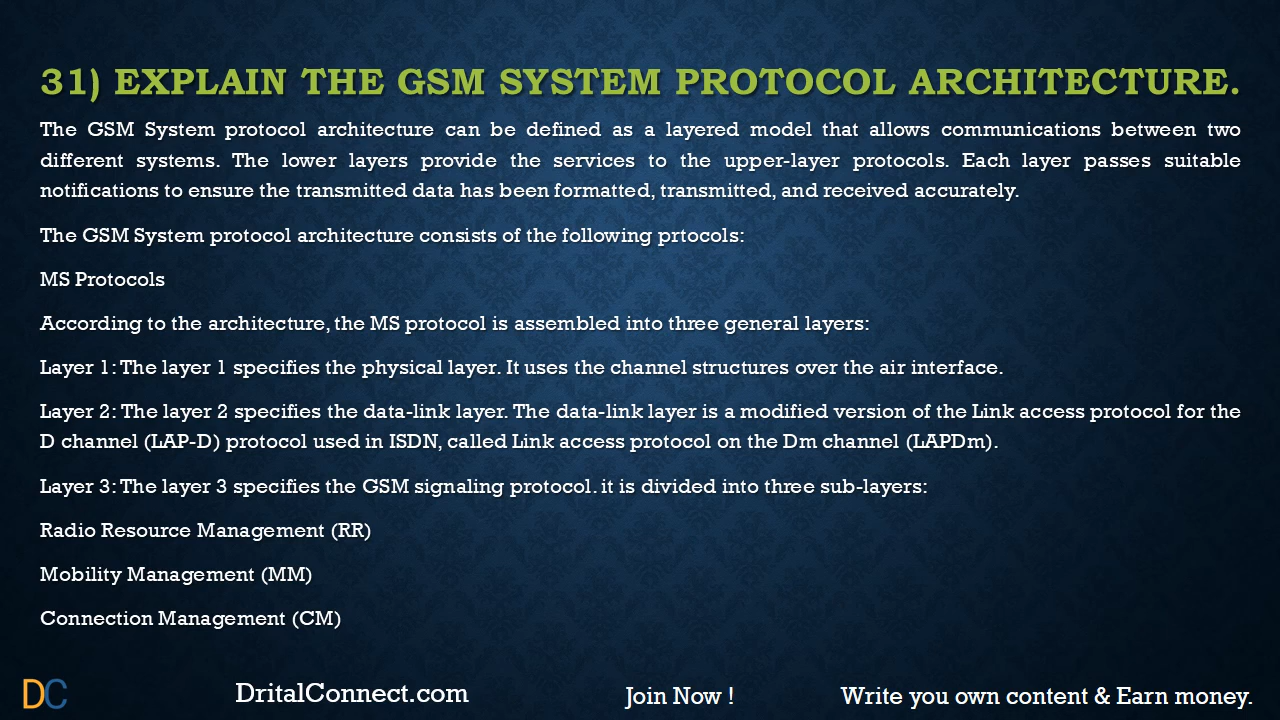 31) EXPLAIN THE GSM SYSTEM PROTOCOL ARCHITECTURE.
The GSM System protocol architecture can be defined as a layered model that allows communications between two
different systems. The lower layers provide the services to the upper-layer protocols. Each layer passes suitable
notifications to ensure the transmitted data has been formatted, transmitted, and received accurately.
The GSM System protocol architecture consists of the following prtocols:
MS Protocols
According to the architecture, the MS protocol is assembled into three general layers:
Layer 1: The layer 1 specifies the physical layer. It uses the channel structures over the air interface.
Layer 2: The layer 2 specifies the data-link layer. The data-link layer is a modified version of the Link access protocol for the
D channel (LAP-D) protocol used in ISDN, called Link access protocol on the Dm channel (LAPDm).
Layer 3: The layer 3 specifies the GSM signaling protocol. it is divided into three sub-layers:
Radio Resource Management (RR)
Mobility Management (MM)
Connection Management (CM)
DC
DritalConnect.com
Join Now !
Write you own content & Earn money.